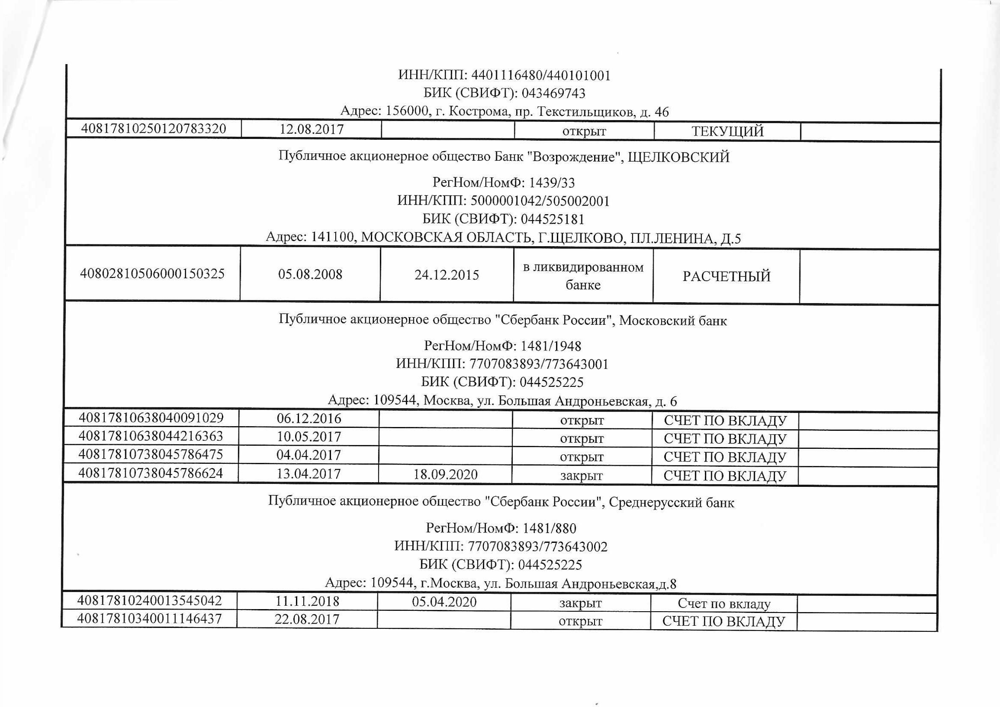 ИНН/КПП: 4401116480/440101001
БИК (СВИФТ): 043469743
Адрес: 156000, г. Кострома, пр. Текстильщиков, д. 46
40817810250120783320 12.08.2017 открыт ТЕКУЩИЙ
Публичное акционерное общество Банк "Возрождение", ЩЕЛКОВСКИЙ
РегНом/НомФ: 1439/33
ИНН/КПП: 5000001042/505002001
БИК (СВИФТ): 044525181
Адрес: 141100, МОСКОВСКАЯ ОБЛАСТЬ, Г.ЩЕЛКОВО, ПЛ.ЛЕНИНА, Д.5
40802810506000150325 05.08.2008 24.12.2015 в ликвидированном РАСЧЕТНЫЙ
банке
Публичное акционерное общество "Сбербанк России", Московский банк
РегНом/НомФ: 1481/1948
ИНН/КПП: 7707083893/773643001
БИК (СВИФТ): 044525225
Адрес: 109544, Москва, ул. Большая Андроньевская, д. 6
40817810638040091029 06.12.2016 открыт СЧЕТ ПО ВКЛАДУ
40817810638044216363 10.05.2017 открыт СЧЕТ ПО ВКЛАДУ
40817810738045786475 04.04.2017 открыт СЧЕТ ПО ВКЛАДУ
40817810738045786624 13.04.2017 18.09.2020 закрыт СЧЕТ ПО ВКЛАДУ
Публичное акционерное общество "Сбербанк России", Среднерусский банк
РегНом/НомФ: 1481/880
ИНН/КПП: 7707083893/773643002
БИК (СВИФТ): 044525225
Адрес: 109544, г.Москва, ул. Большая Андроньевская,д.8
40817810240013545042 11.11.2018 05.04.2020 закрыт Счет по вкладу
40817810340011146437 22.08.2017 открыт СЧЕТ ПО ВКЛАДУ